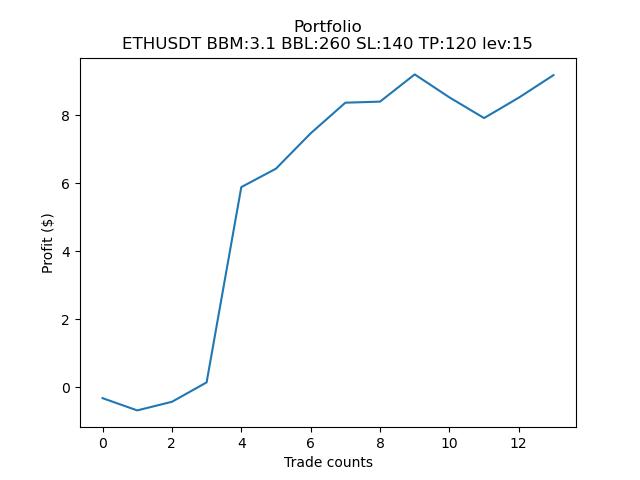 Portfolio
ETHUSDT BBM:3.1 BBL:260 SL:140 TP:120 lev:15
8
6
4
2
0
Profit ($)
0 2 4 6 8 10 12
Trade counts